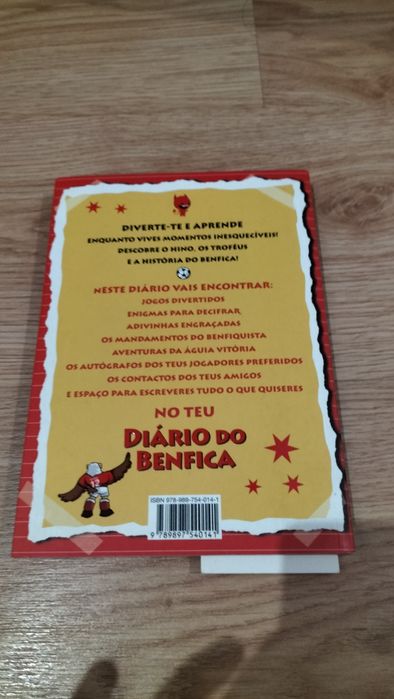 DIVERTE-TE E APRENDE
ENQUANTO VIVES MOMENTOS INESQUECÍVEIS!
DESCOBRE O HINO, OS TROFÉUS
E A HISTÓRIA DO BENFICA!
NESTE DIÁRIO VAIS ENCONTRAR:
JOGOS DIVERTIDOS
ENIGMAS PARA DECIFRAR
ADIVINHAS ENGRAÇADAS
OS MANDAMENTOS DO BENFIQUISTA
AVENTURAS DA ÁGUIA VITÓRIA
OS AUTÓGRAFOS DOS TEUS JOGADORES PREFERIDOS
OS CONTACTOS DOS TEUS AMIGOS
E ESPAÇO PARA ESCREVERES TUDO O QUE QUISERES
NO TEU
DIÁRIO DO
BENFICA
ISBN 978-989-754-014-1
9 789897 540141